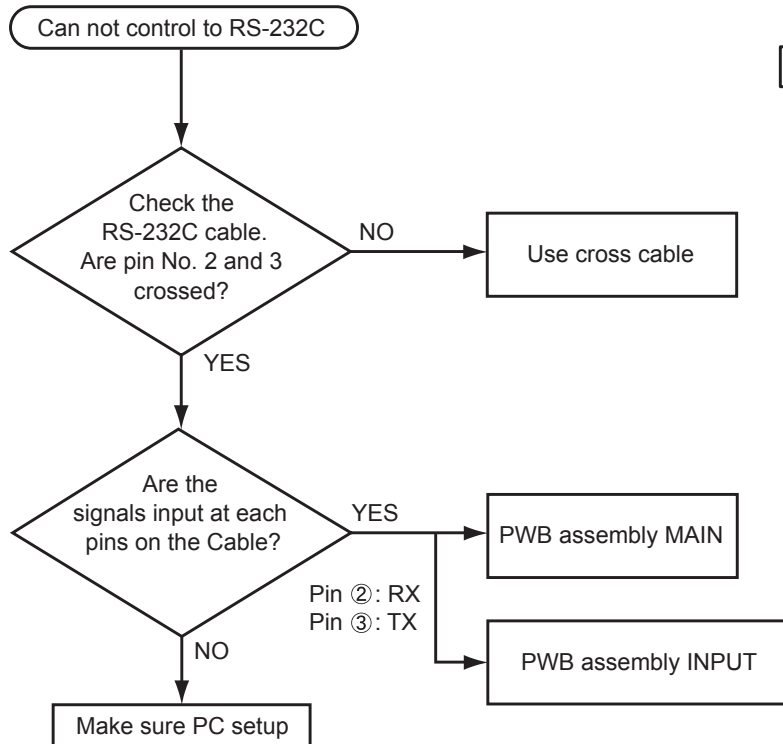 Can not control to RS-232C
Check the
RS-232C cable.
Are pin No. 2 and 3
crossed?
NO
Use cross cable
YES
Are the
signals input at each
pins on the Cable?
YES
PWB assembly MAIN
Pin ②: RX
Pin ③: TX
PWB assembly INPUT
NO
Make sure PC setup